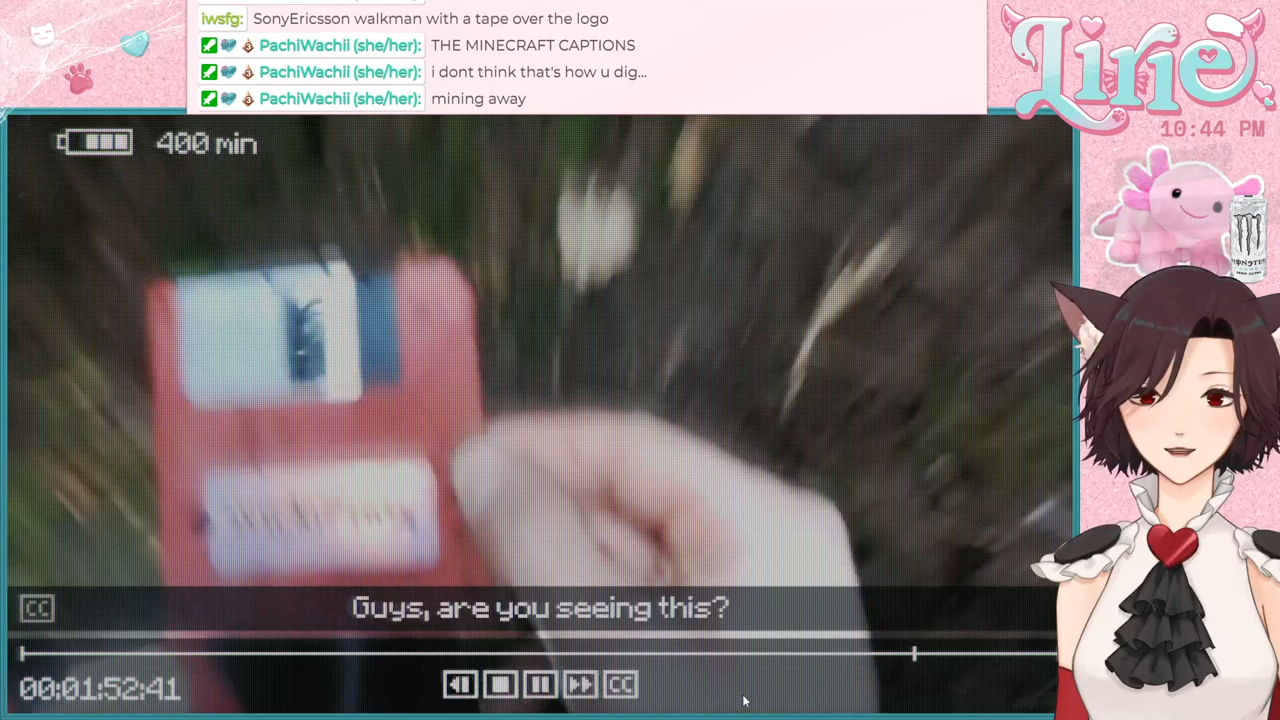 iwsfg: SonyEricsson walkman with a tape over the logo
PachiWachii (she/her): THE MINECRAFT CAPTIONS
PachiWachii (she/her): i dont think that's how u dig...
PachiWachii (she/her): mining away
Lirie
10:44 PM
400 min
MONSTER
CC Guys, are you seeing this?
00:01:52:41
CC